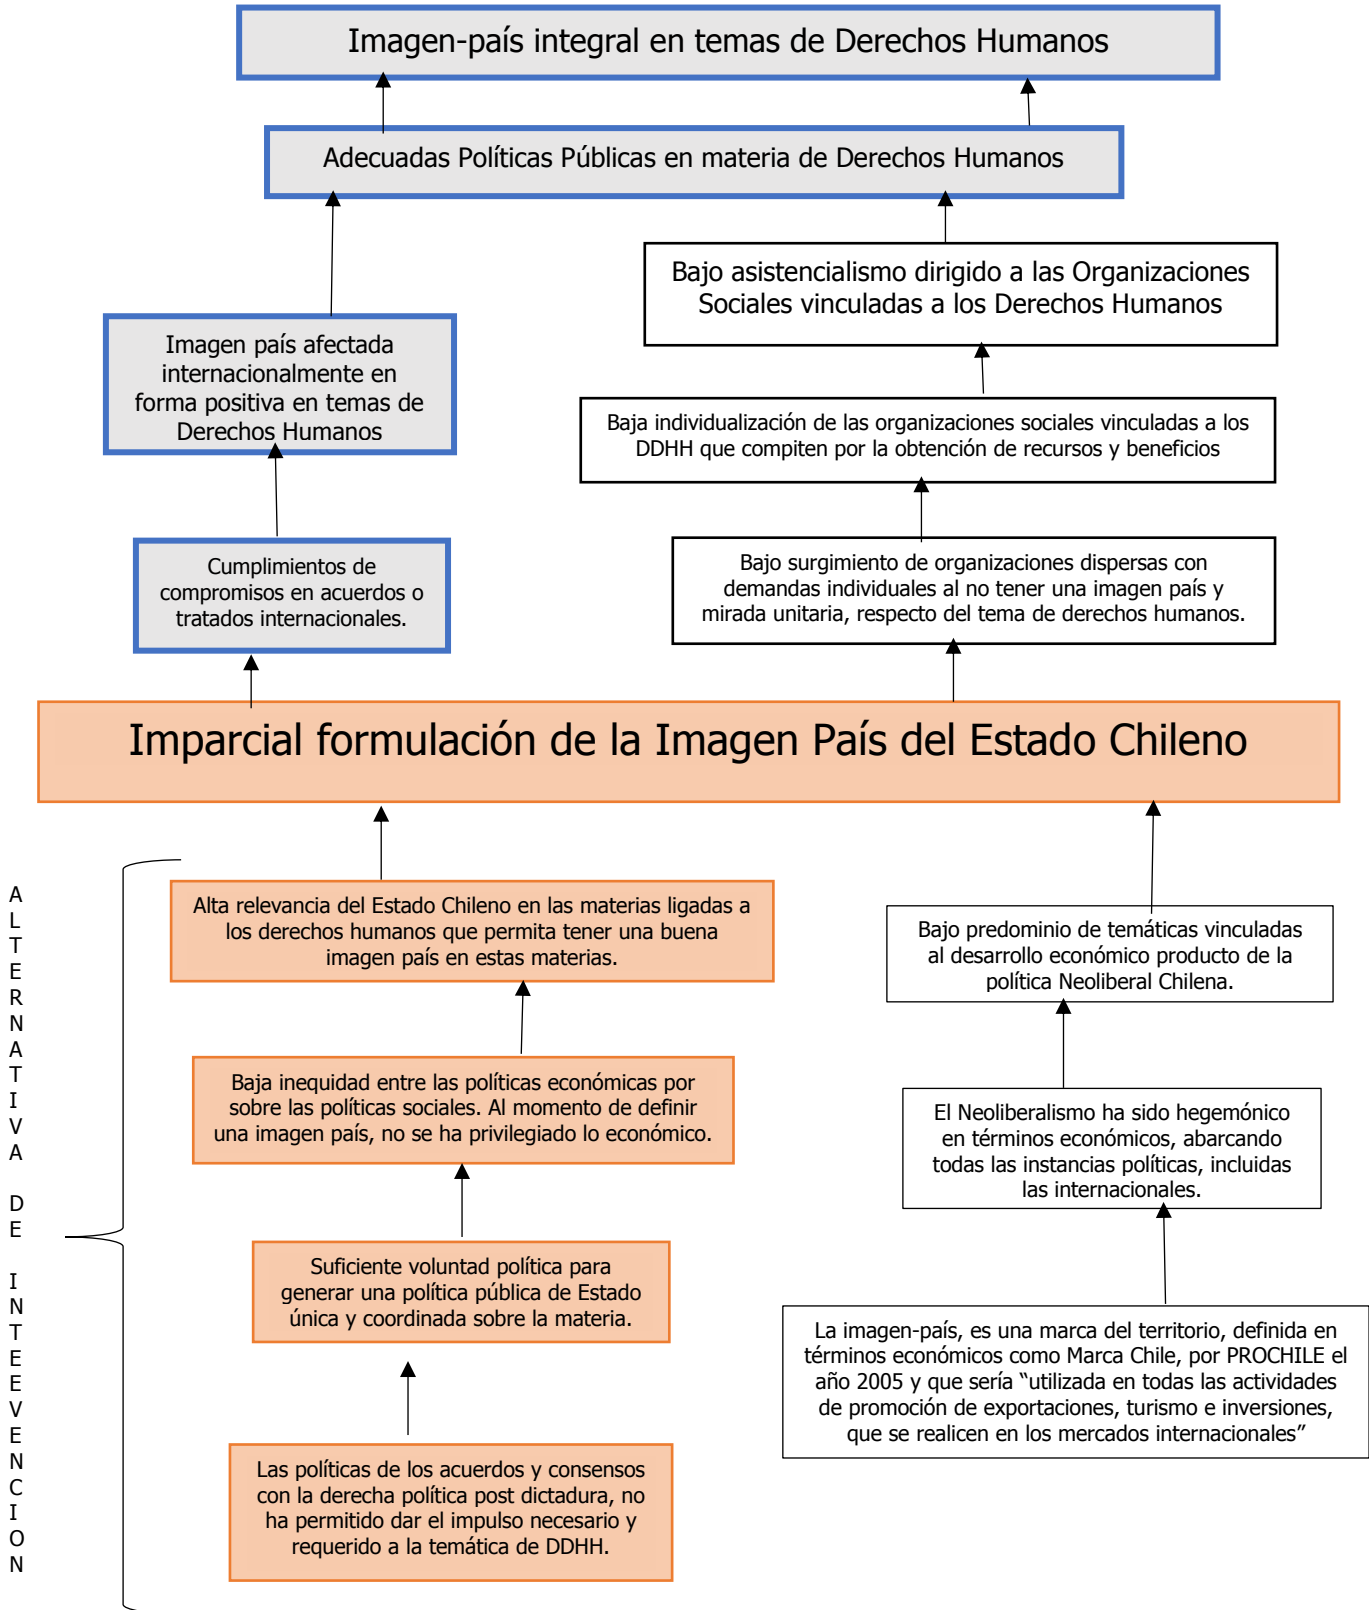 Imagen-país integral en temas de Derechos Humanos
Adecuadas Políticas Públicas en materia de Derechos Humanos
Bajo asistencialismo dirigido a las Organizaciones
Sociales vinculadas a los Derechos Humanos
Imagen país afectada
internacionalmente en
forma positiva en temas de
Derechos Humanos
Baja individualización de las organizaciones sociales vinculadas a los
DDHH que compiten por la obtención de recursos y beneficios
Cumplimientos de
compromisos en acuerdos o
tratados internacionales.
Bajo surgimiento de organizaciones dispersas con
demandas individuales al no tener una imagen país y
mirada unitaria, respecto del tema de derechos humanos.
Imparcial formulación de la Imagen País del Estado Chileno
A
L
T
E
R
N
A
T
I
V
A
D
E
I
N
T
E
E
V
E
N
C
I
O
N
Alta relevancia del Estado Chileno en las materias ligadas a
los derechos humanos que permita tener una buena
imagen país en estas materias.
Baja inequidad entre las políticas económicas por
sobre las políticas sociales. Al momento de definir
una imagen país, no se ha privilegiado lo económico.
Suficiente voluntad política para
generar una política pública de Estado
única y coordinada sobre la materia.
Las políticas de los acuerdos y consensos
con la derecha política post dictadura, no
ha permitido dar el impulso necesario y
requerido a la temática de DDHH.
Bajo predominio de temáticas vinculadas
al desarrollo económico producto de la
política Neoliberal Chilena.
El Neoliberalismo ha sido hegemónico
en términos económicos, abarcando
todas las instancias políticas, incluidas
las internacionales.
La imagen-país, es una marca del territorio, definida en
términos económicos como Marca Chile, por PROCHILE el
año 2005 y que sería “utilizada en todas las actividades
de promoción de exportaciones, turismo e inversiones,
que se realicen en los mercados internacionales”